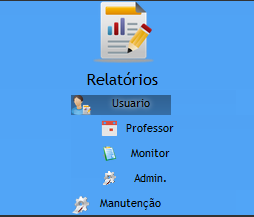 Relatórios
Usuario
Professor
Monitor
Admin.
Manutenção